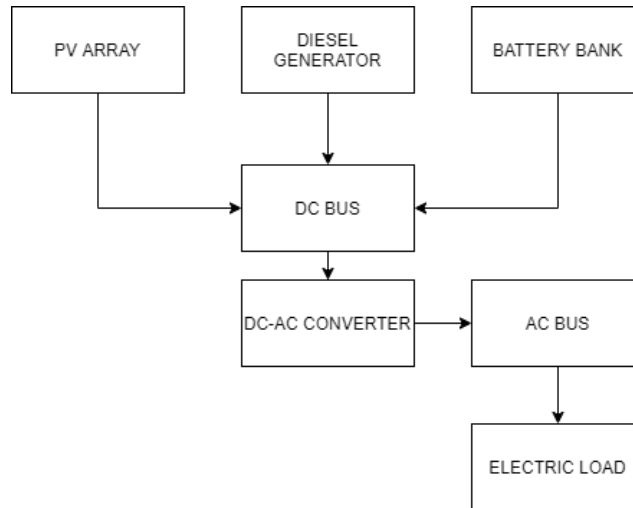 PV ARRAY
DIESEL
GENERATOR
BATTERY BANK
DC BUS
DC-AC CONVERTER
AC BUS
ELECTRIC LOAD